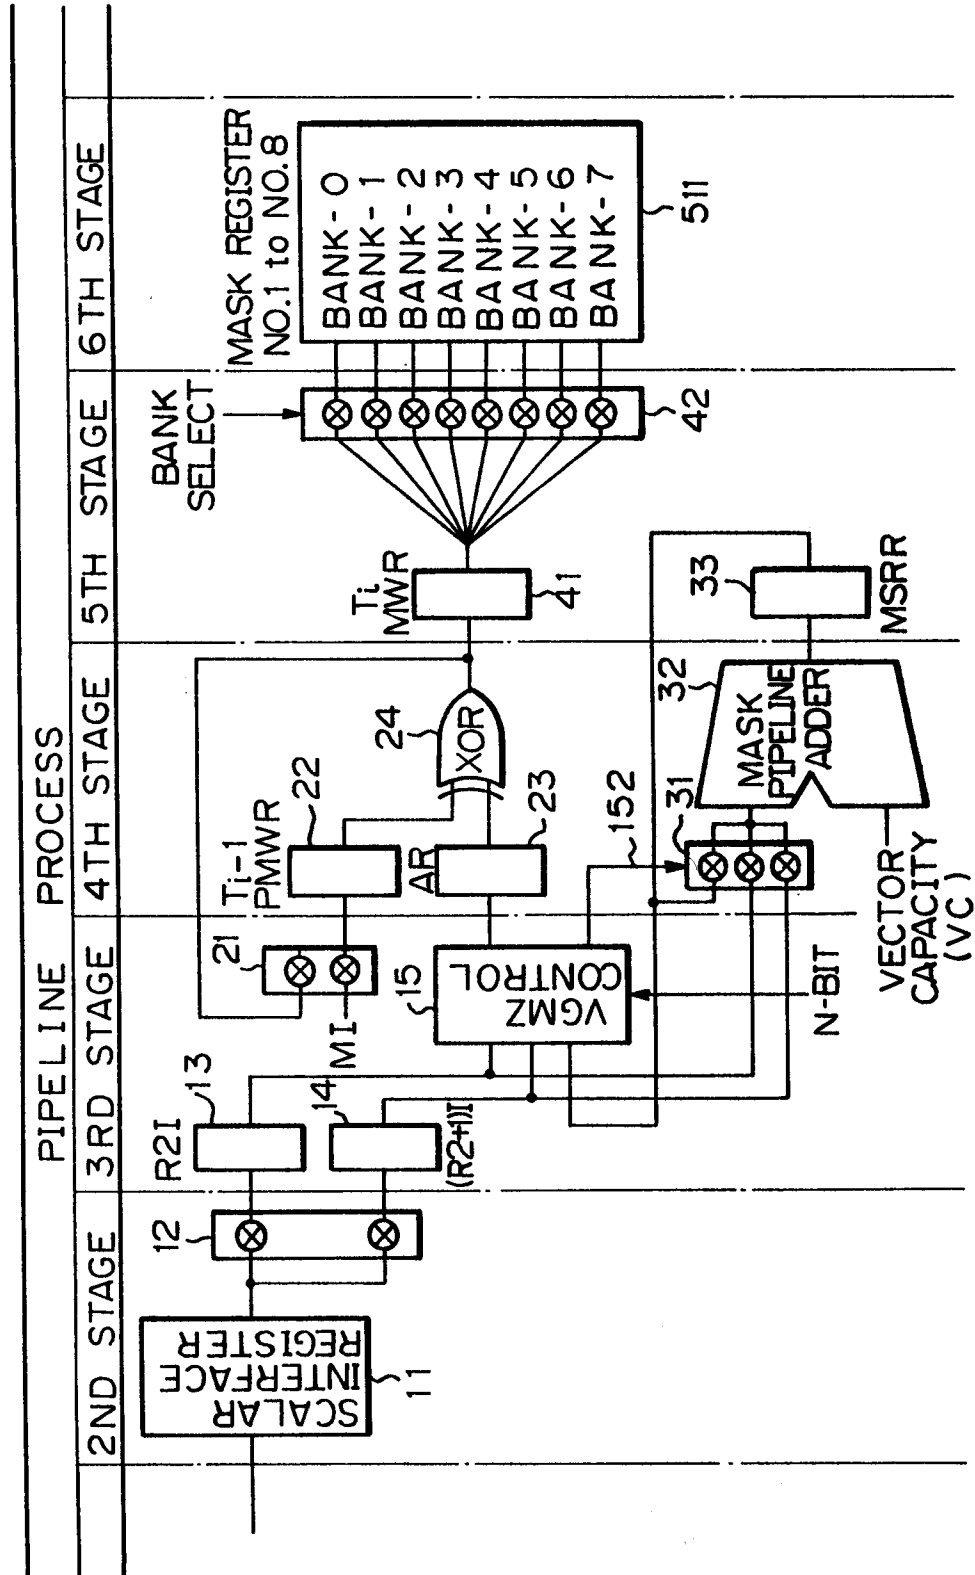 PIPELINE PROCESS
2ND STAGE
3RD STAGE
4TH STAGE
5TH STAGE
6TH STAGE
SCALAR
INTERFACE
REGISTER
11
12
R2I
13
14
(R2+1)I
21
MI
15
VGMZ
CONTROL
N-BIT
Ti-1
PMWR
22
AR
23
24
XOR
152
31
32
MASK
PIPELINE
ADDER
VECTOR
CAPACITY
(VC)
Ti
MWR
41
33
MSRR
BANK
SELECT
42
MASK REGISTER
NO.1 to NO.8
BANK-0
BANK-1
BANK-2
BANK-3
BANK-4
BANK-5
BANK-6
BANK-7
511